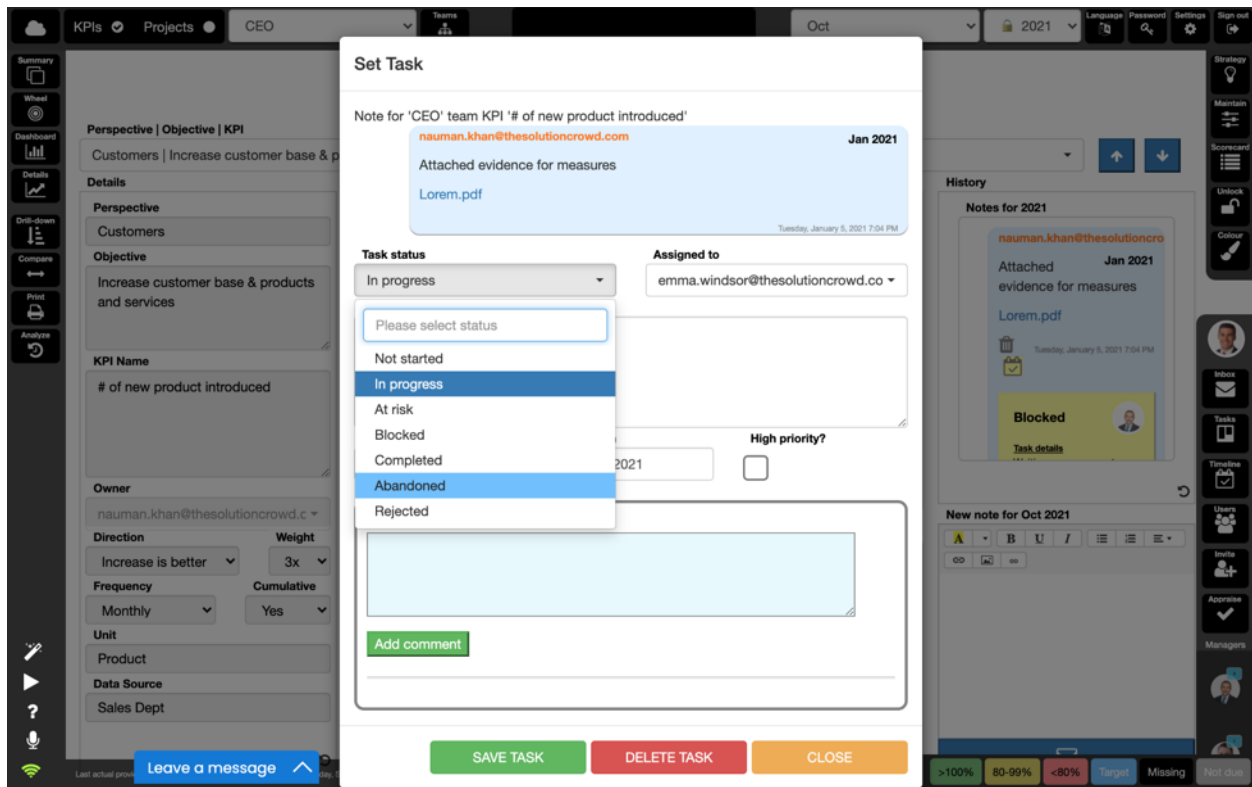 KPIs
Projects
CEO
Teams
Oct
2021
Language
Password
Settings
Sign out
Summary
Wheel
Dashboard
Details
Drill-down
Compare
Print
Analyze
Perspective | Objective | KPI
Customers | Increase customer base & p
Details
Perspective
Customers
Objective
Increase customer base & products
and services
KPI Name
# of new product introduced
Owner
nauman.khan@thesolutioncrowd.c
Direction
Weight
Increase is better
3x
Frequency
Cumulative
Monthly
Yes
Unit
Product
Data Source
Sales Dept
Last actual provi
Leave a message
day,
Set Task
Note for 'CEO' team KPI '# of new product introduced'
nauman.khan@thesolutioncrowd.com
Jan 2021
Attached evidence for measures
Lorem.pdf
Tuesday, January 5, 2021 7:04 PM
Task status
Assigned to
In progress
emma.windsor@thesolutioncrowd.co
Please select status
Not started
In progress
At risk
Blocked
Completed
Abandoned
Rejected
2021
High priority?
Add comment
SAVE TASK
DELETE TASK
CLOSE
History
Notes for 2021
nauman.khan@thesolutioncro
Jan 2021
Attached
evidence for measures
Lorem.pdf
Tuesday, January 5, 2021 7:04 PM
Blocked
Task details
New note for Oct 2021
A
B U I
>100%
80-99%
<80%
Target
Missing
Not due
Strategy
Maintain
Scorecard
Unlock
Colour
Inbox
Tasks
Timeline
Users
Invite
Appraise
Managers